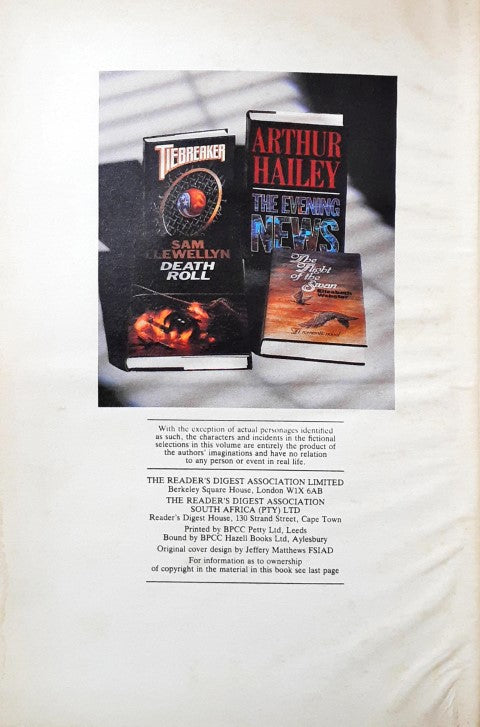 TIEBREAKER
SAM
LLEWELLYN
DEATH
ROLL
ARTHUR
HAILEY
THE EVENING
NEWS
The
Flight
of the
Swan
Elizabeth
Webster
A romantic novel
With the exception of actual personages identified
as such, the characters and incidents in the fictional
selections in this volume are entirely the product of
the authors' imaginations and have no relation
to any person or event in real life.
THE READER'S DIGEST ASSOCIATION LIMITED
Berkeley Square House, London W1X 6AB
THE READER'S DIGEST ASSOCIATION
SOUTH AFRICA (PTY) LTD
Reader's Digest House, 130 Strand Street, Cape Town
Printed by BPCC Petty Ltd, Leeds
Bound by BPCC Hazell Books Ltd, Aylesbury
Original cover design by Jeffery Matthews FSIAD
For information as to ownership
of copyright in the material in this book see last page